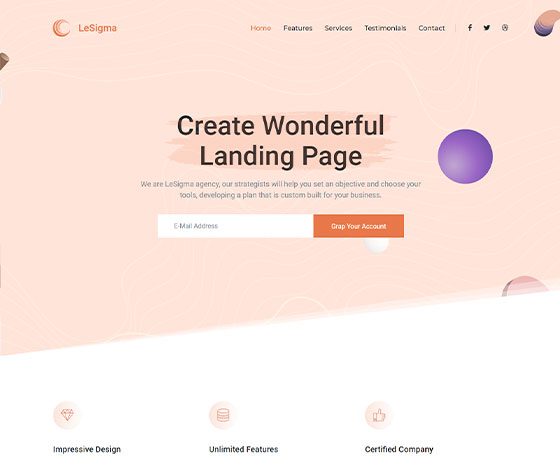 LeSigma
Home Features Services Testimonials Contact
Create Wonderful
Landing Page
We are LeSigma agency, our strategists will help you set an objective and choose your
tools, developing a plan that is custom built for your business.
E-Mail Address
Grap Your Account
Impressive Design
Unlimited Features
Certified Company